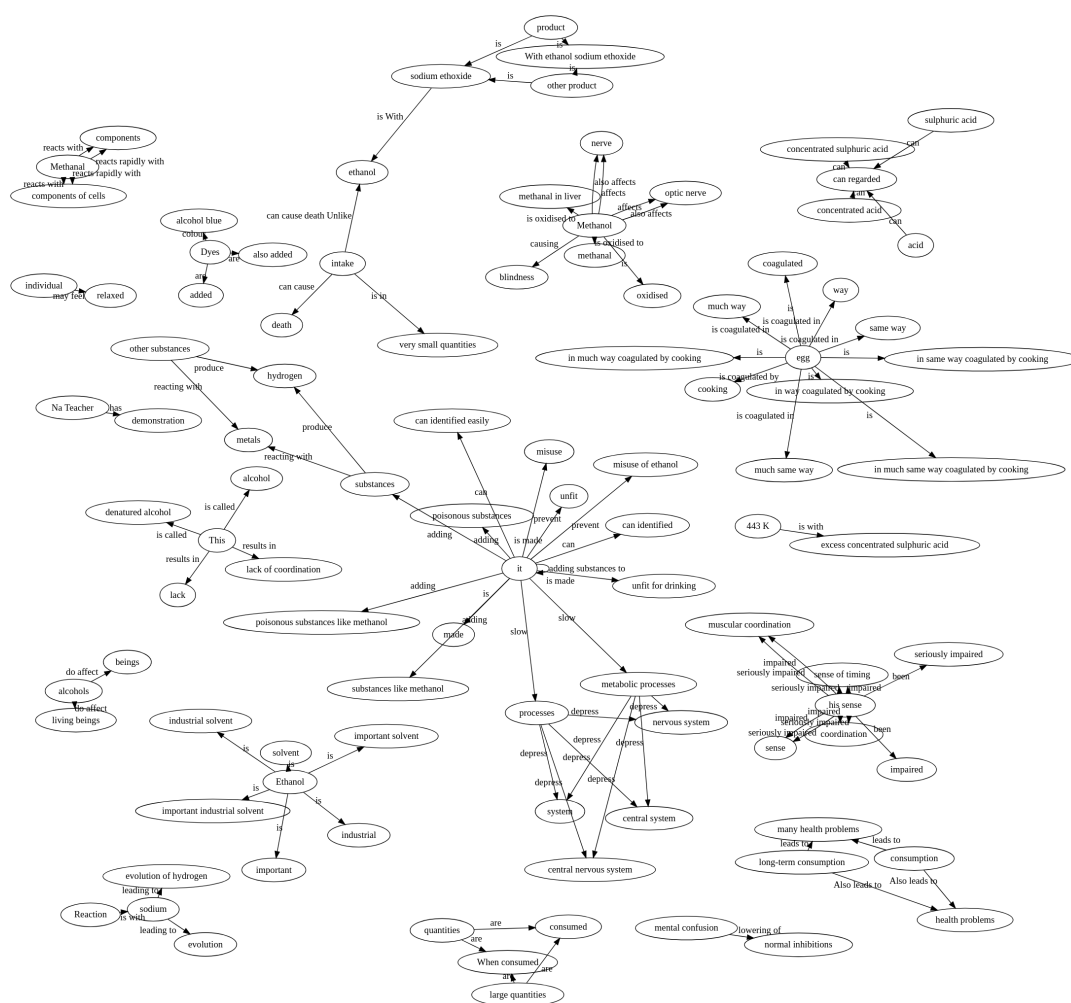 product
is
is
With ethanol sodium ethoxide
is
sodium ethoxide
is
other product
is With
ethanol
can cause death Unlike
intake
can cause
is in
death
very small quantities
components
reacts with
Methanal
reacts rapidly with
reacts rapidly with
reacts with
components of cells
alcohol blue
colour
Dyes
are
also added
are
added
individual
may feel
relaxed
nerve
also affects
affects
methanal in liver
optic nerve
affects
also affects
is oxidised to
Methanol
causing
is oxidised to
methanal
is
blindness
oxidised
sulphuric acid
can
concentrated sulphuric acid
can
can regarded
can
concentrated acid
can
acid
coagulated
way
much way
is
is coagulated in
is coagulated in
same way
is coagulated in
in much way coagulated by cooking
is
egg
is
in same way coagulated by cooking
is coagulated by
is
cooking
in way coagulated by cooking
is coagulated in
is
much same way
in much same way coagulated by cooking
other substances
produce
hydrogen
reacting with
Na Teacher
has
demonstration
metals
produce
reacting with
substances
alcohol
is called
denatured alcohol
is called
This
results in
results in
lack of coordination
lack
can identified easily
misuse
misuse of ethanol
unfit
can
poisonous substances
prevent
prevent
can identified
adding
adding
is made
can
it
adding substances to
is made
unfit for drinking
adding
is
poisonous substances like methanol
adding
made
slow
slow
substances like methanol
443 K
is with
excess concentrated sulphuric acid
metabolic processes
processes
depress
depress
nervous system
depress
depress
depress
depress
depress
system
central system
central nervous system
muscular coordination
seriously impaired
impaired
seriously impaired
sense of timing
been
seriously impaired
impaired
his sense
impaired
impaired
seriously impaired
seriously impaired
coordination
been
sense
impaired
beings
do affect
alcohols
do affect
living beings
industrial solvent
important solvent
is
solvent
is
is
Ethanol
is
important industrial solvent
is
is
industrial
important
evolution of hydrogen
leading to
Reaction
is with
sodium
leading to
evolution
many health problems
leads to
leads to
long-term consumption
consumption
Also leads to
Also leads to
health problems
quantities
are
consumed
are
When consumed
are
are
large quantities
mental confusion
lowering of
normal inhibitions